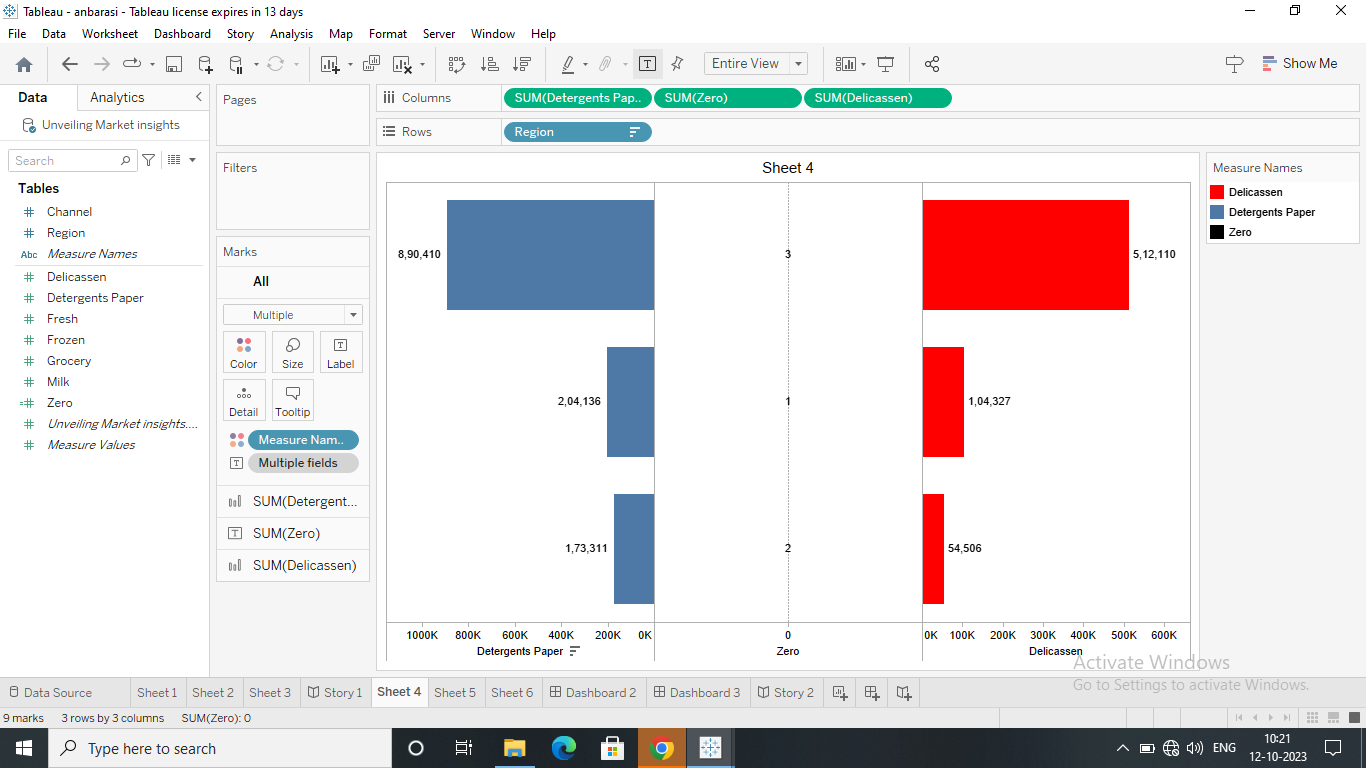 Tableau - anbarasi - Tableau license expires in 13 days
File Data Worksheet Dashboard Story Analysis Map Format Server Window Help
Entire View
Show Me
Data Analytics
Unveiling Market insights
Search
Tables
# Channel
# Region
Abc Measure Names
# Delicassen
# Detergents Paper
# Fresh
# Frozen
# Grocery
# Milk
=# Zero
# Unveiling Market insights....
# Measure Values
Pages
Filters
Marks
All
Multiple
Color Size Label
Detail Tooltip
Measure Nam..
Multiple fields
SUM(Detergent...
SUM(Zero)
SUM(Delicassen)
Columns SUM(Detergents Pap.. SUM(Zero) SUM(Delicassen)
Rows Region
Sheet 4
8,90,410 3 5,12,110
2,04,136 1 1,04,327
1,73,311 2 54,506
1000K 800K 600K 400K 200K 0K 0 0K 100K 200K 300K 400K 500K 600K
Detergents Paper Zero Delicassen
Measure Names
Delicassen
Detergents Paper
Zero
Activate Windows
Go to Settings to activate Windows.
Data Source Sheet 1 Sheet 2 Sheet 3 Story 1 Sheet 4 Sheet 5 Sheet 6 Dashboard 2 Dashboard 3 Story 2
9 marks 3 rows by 3 columns SUM(Zero): 0
Type here to search
ENG
10:21
12-10-2023